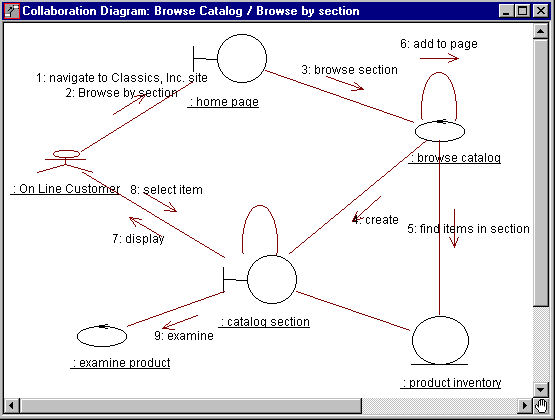 Collaboration Diagram: Browse Catalog / Browse by section
6: add to page
1: navigate to Classics, Inc. site
2: Browse by section
3: browse section
: home page
: browse catalog
: On Line Customer
8: select item
4: create
5: find items in section
7: display
: catalog section
9: examine
: examine product
: product inventory